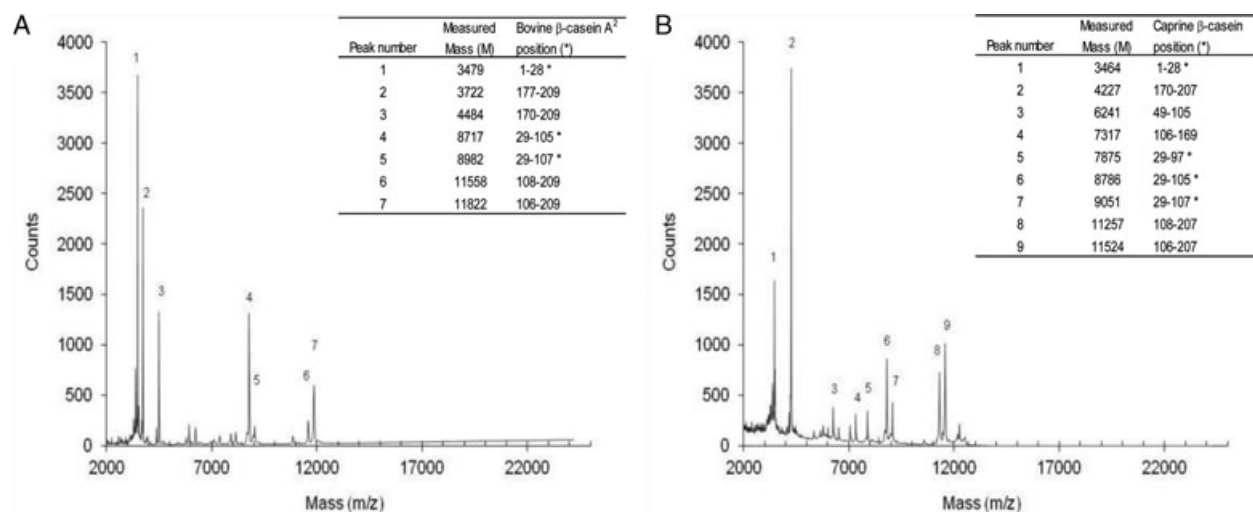 A
Measured Bovine β-casein A²
Peak number Mass (M) position (*)
1 3479 1-28 *
2 3722 177-209
3 4484 170-209
4 8717 29-105 *
5 8982 29-107 *
6 11558 108-209
7 11822 106-209
Counts
4000
3500
3000
2500
2000
1500
1000
500
0
1
2
3
4
5
6
7
2000 7000 12000 17000 22000
Mass (m/z)
B
Measured Caprine β-casein
Peak number Mass (M) position (*)
1 3464 1-28 *
2 4227 170-207
3 6241 49-105
4 7317 106-169
5 7875 29-97 *
6 8786 29-105 *
7 9051 29-107 *
8 11257 108-207
9 11524 106-207
Counts
4000
3500
3000
2500
2000
1500
1000
500
0
1
2
3
4
5
6
7
8
9
2000 7000 12000 17000 22000
Mass (m/z)